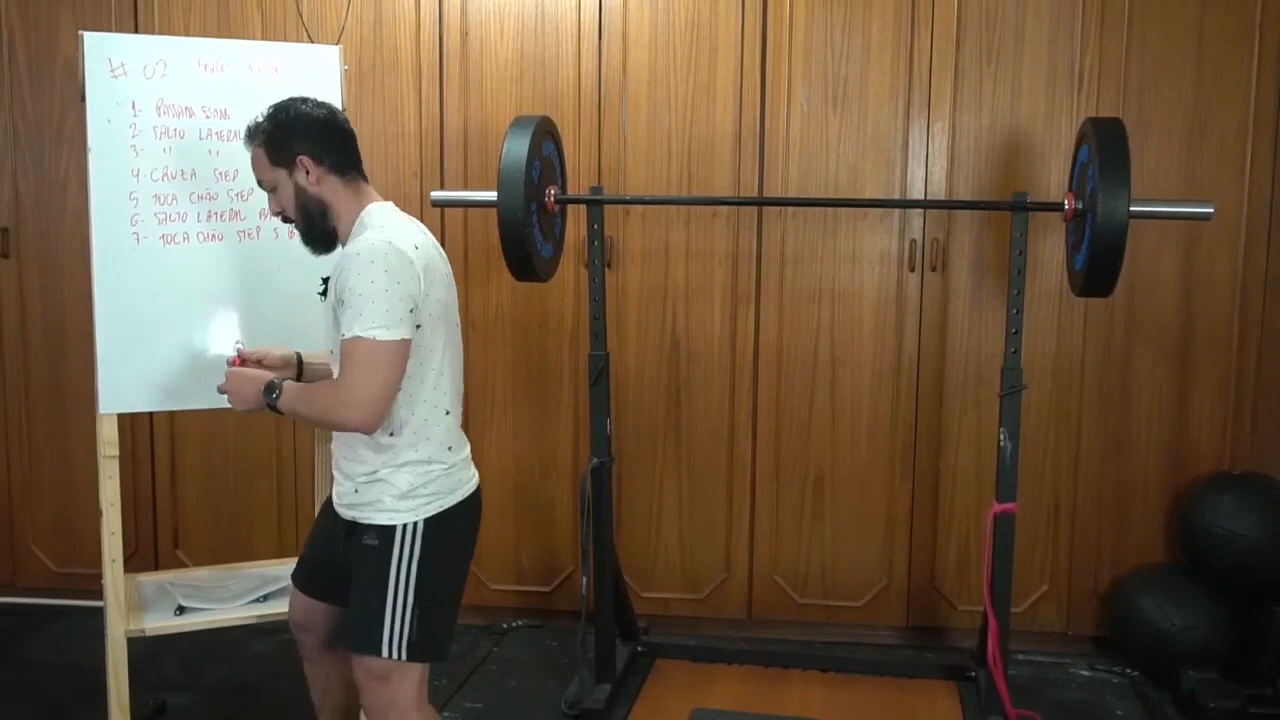 # 02
1- PASSADA
2- SALTO LATERAL
3- " "
4- CRUZA STEP
5 TOCA CHÃO STEP
6- SALTO LATERAL
7- TOCA CHÃO STEP S.